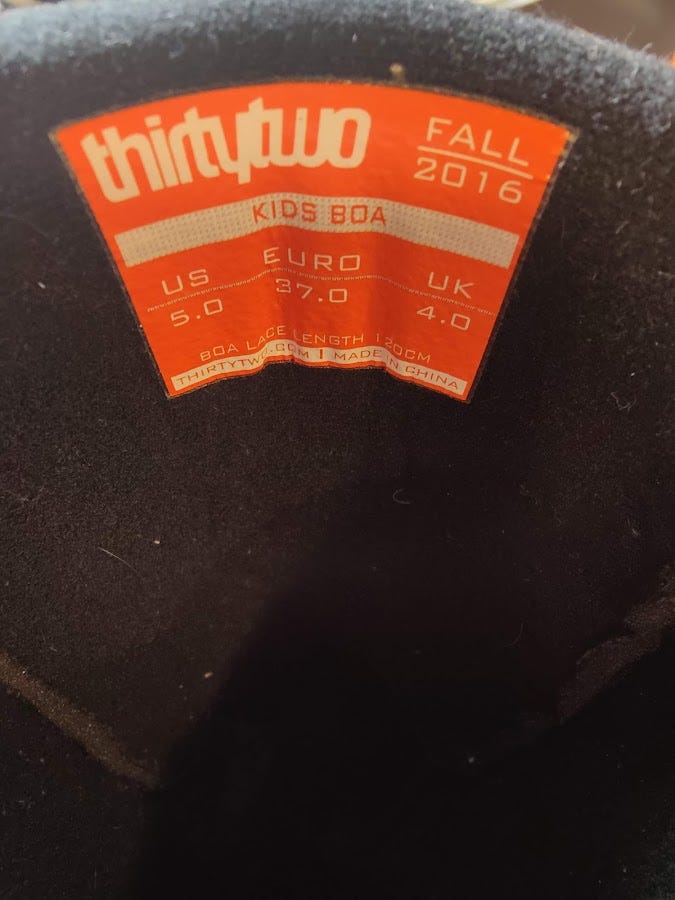 thirtytwo FALL 2016
KIDS BOA
US EURO UK
5.0 37.0 4.0
BOA LACE LENGTH 120CM
THIRTYTWO.COM | MADE IN CHINA